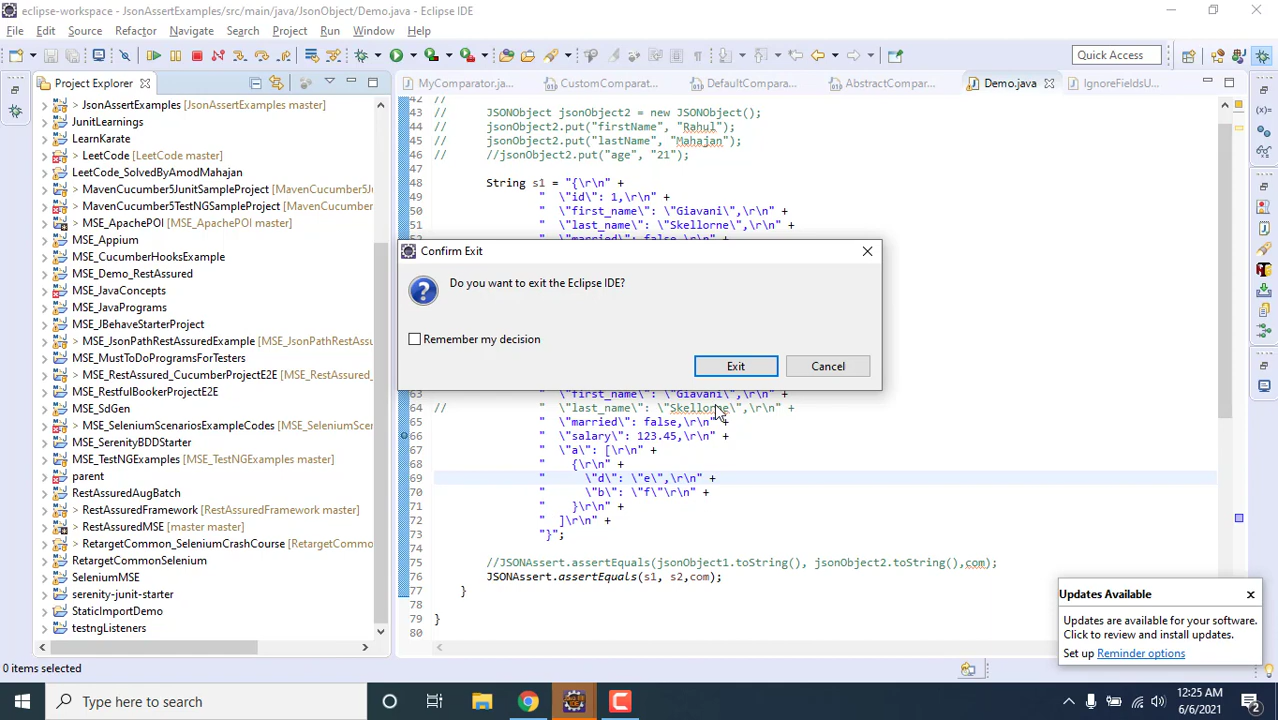 eclipse-workspace - JsonAssertExamples/src/main/java/JsonObject/Demo.java - Eclipse IDE
File Edit Source Refactor Navigate Search Project Run Window Help
Quick Access
Project Explorer
MyComparator.ja... CustomComparat... DefaultCompara... AbstractCompar... Demo.java IgnoreFieldsU...
> JsonAssertExamples [JsonAssertExamples master]
JunitLearnings
LearnKarate
> LeetCode [LeetCode master]
LeetCode_SolvedByAmodMahajan
> MavenCucumber5JunitSampleProject [MavenCucumber5J
> MavenCucumber5TestNGSampleProject [MavenCucumber
> MSE_ApachePOI [MSE_ApachePOI master]
MSE_Appium
MSE_CucumberHooksExample
MSE_Demo_RestAssured
MSE_JavaConcepts
MSE_JavaPrograms
MSE_JBehaveStarterProject
> MSE_JsonPathRestAssuredExample [MSE_JsonPathRestAssu
MSE_MustToDoProgramsForTesters
> MSE_RestAssured_CucumberProjectE2E [MSE_RestAssured_
MSE_RestfulBookerProjectE2E
MSE_SdGen
> MSE_SeleniumScenariosExampleCodes [MSE_SeleniumScen
MSE_SerenityBDDStarter
> MSE_TestNGExamples [MSE_TestNGExamples master]
parent
RestAssuredAugBatch
> RestAssuredFramework [RestAssuredFramework master]
> RestAssuredMSE [master master]
> RetargetCommon_SeleniumCrashCourse [RetargetCommo
RetargetCommonSelenium
SeleniumMSE
serenity-junit-starter
StaticImportDemo
testngListeners
42 //
43 // JSONObject jsonObject2 = new JSONObject();
44 // jsonObject2.put("firstName", "Rahul");
45 // jsonObject2.put("lastName", "Mahajan");
46 // //jsonObject2.put("age", "21");
47
48 String s1 = "{\r\n" +
49 " \"id\": 1,\r\n" +
50 " \"first_name\": \"Giavani\",\r\n" +
51 " \"last_name\": \"Skellorne\",\r\n" +
" \"married\": false,\r\n" +
Confirm Exit
Do you want to exit the Eclipse IDE?
Remember my decision
Exit Cancel
63 " \"first_name\": \"Giavani\",\r\n" +
64 // " \"last_name\": \"Skellorne\",\r\n" +
65 " \"married\": false,\r\n" +
66 " \"salary\": 123.45,\r\n" +
67 " \"a\": [\r\n" +
68 " {\r\n" +
69 " \"d\": \"e\",\r\n" +
70 " \"b\": \"f\"\r\n" +
71 " }\r\n" +
72 " ]\r\n" +
73 "}";
74
75 //JSONAssert.assertEquals(jsonObject1.toString(), jsonObject2.toString(),com);
76 JSONAssert.assertEquals(s1, s2,com);
77 }
78
79 }
80
Updates Available
Updates are available for your software.
Click to review and install updates.
Set up Reminder options
0 items selected
Type here to search
12:25 AM
6/6/2021
2